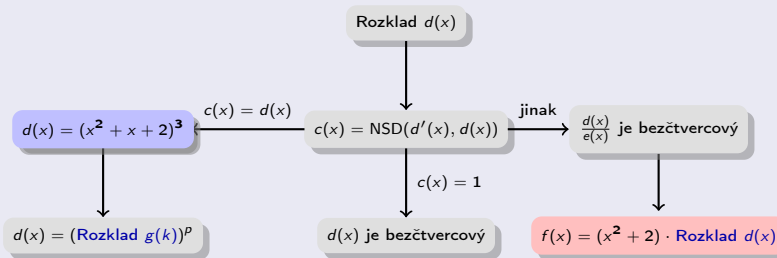 Rozklad d(x)
d(x) = (x² + x + 2)³
c(x) = d(x)
c(x) = NSD(d′(x), d(x))
jinak
d(x)/e(x) je bezčtvercový
c(x) = 1
d(x) = (Rozklad g(k))ᵖ
d(x) je bezčtvercový
f(x) = (x² + 2) · Rozklad d(x)